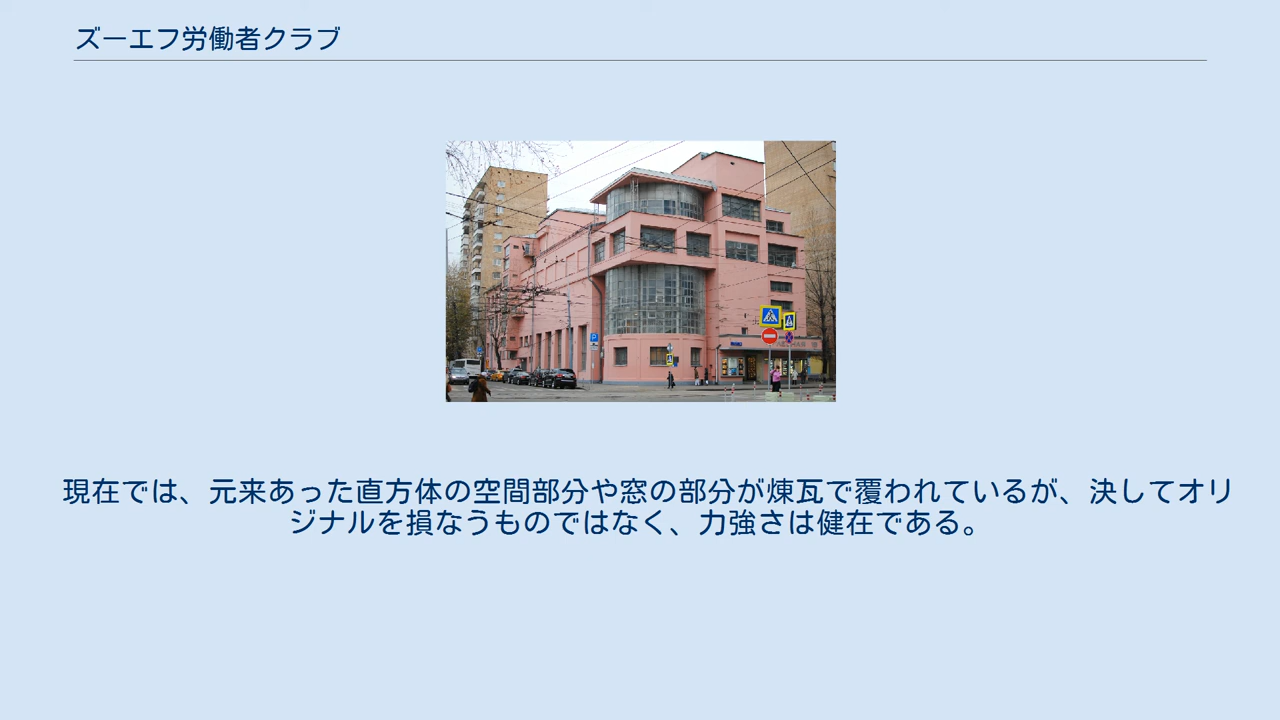 ズーエフ労働者クラブ
現在では、元来あった直方体の空間部分や窓の部分が煉瓦で覆われているが、決してオリ
ジナルを損なうものではなく、力強さは健在である。